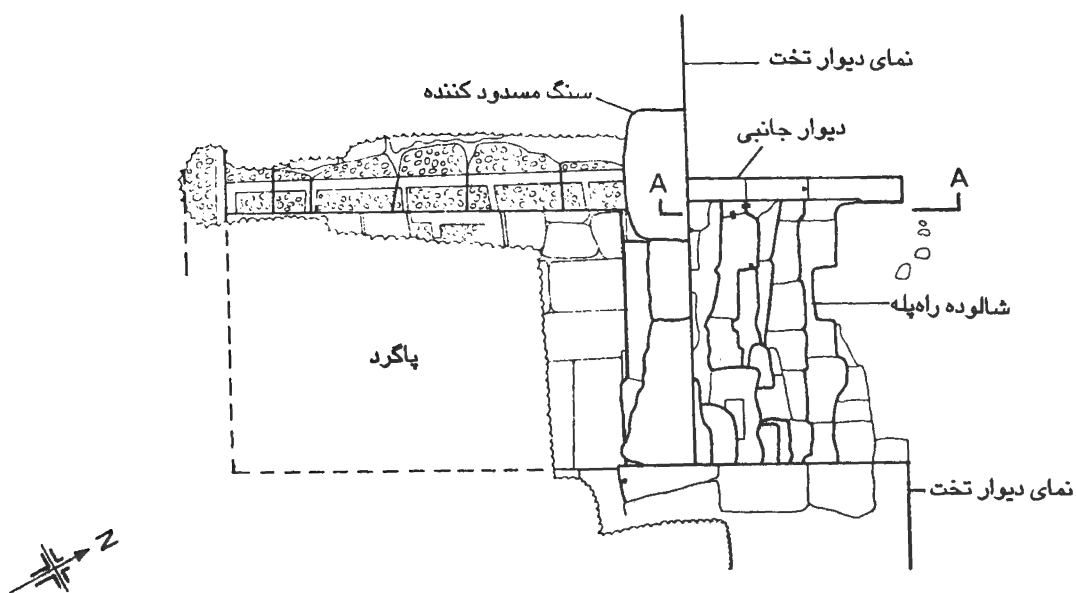 نمای دیوار تخت
سنگ مسدود کننده
دیوار جانبی
A
A
شالوده راه‌پله
پاگرد
نمای دیوار تخت
N